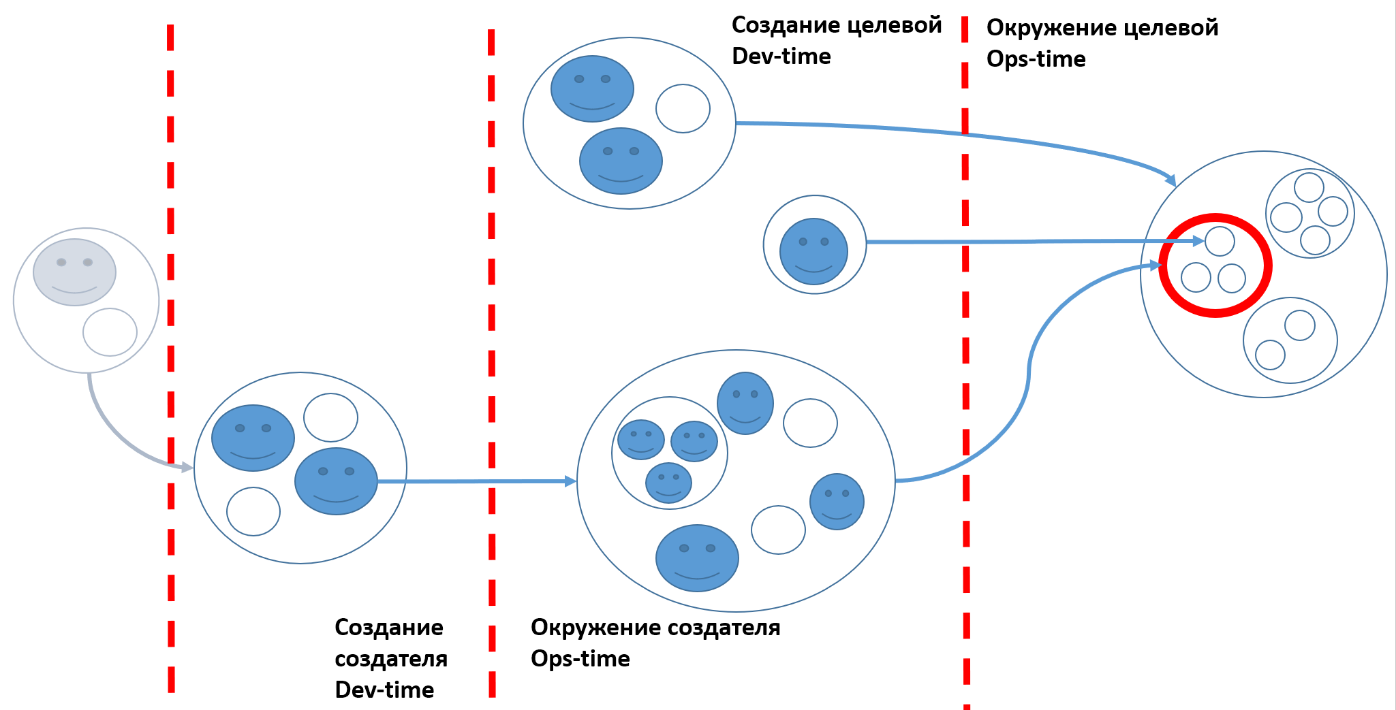 Создание целевой
Dev-time
Окружение целевой
Ops-time
Создание
создателя
Dev-time
Окружение создателя
Ops-time